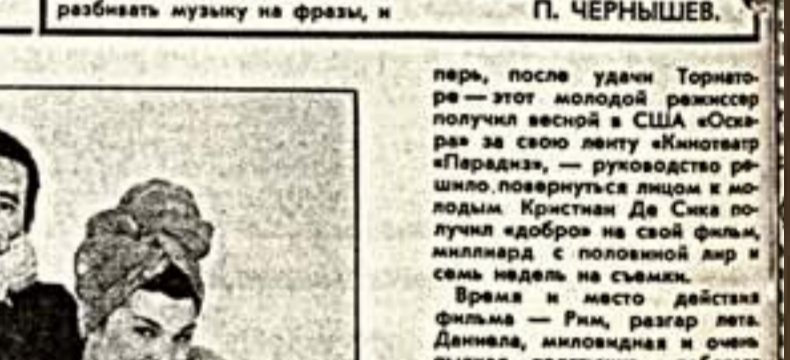 разбивать музыку на фразы, и
П. ЧЕРНЫШЕВ.
перь, после удачи Торнато-
ре — этот молодой режиссер
получил весной в США «Оска-
ра» за свою ленту «Кинотеатр
«Парадиз», — руководство ре-
шило повернуться лицом к мо-
лодым. Кристиан Де Сика по-
лучил «добро» на свой фильм,
миллиард с половиной лир и
семь недель на съемки.
Время и место действия
фильма — Рим, разгар лета.
Даниела, миловидная и очень